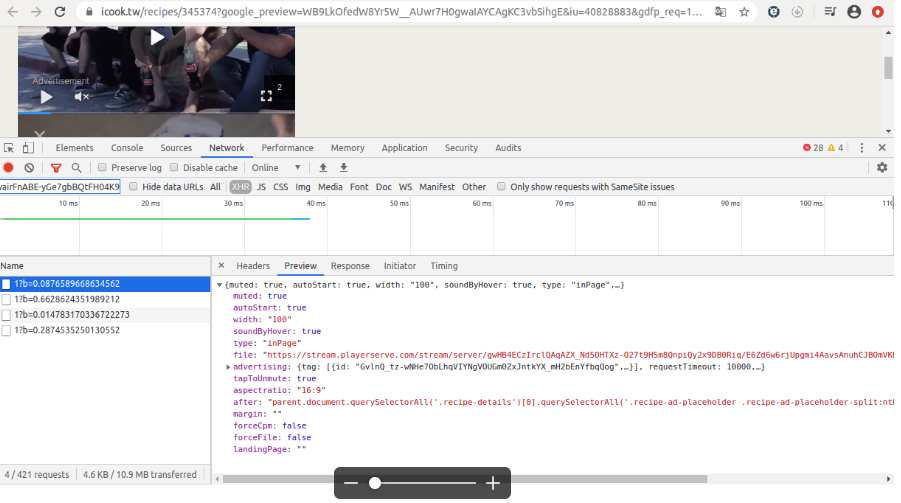 icook.tw/recipes/345374?google_preview=WB9LkOfedW8Yr5W__AUwr7H0gwaIAYCAgKC3vbSihgE&iu=40828883&gdfp_req=1...
Advertisement
2
Elements Console Sources Network Performance Memory Application Security Audits 28 4
Preserve log Disable cache Online
vairFnABE-yGe7gbBQtFH04K9 Hide data URLs All XHR JS CSS Img Media Font Doc WS Manifest Other Only show requests with SameSite issues
10 ms 20 ms 30 ms 40 ms 50 ms 60 ms 70 ms 80 ms 90 ms 100 ms 110
Name
Headers Preview Response Initiator Timing
1?b=0.0876589668634562
1?b=0.6628624351989212
1?b=0.014783170336722273
1?b=0.2874535250130552
{muted: true, autoStart: true, width: "100", soundByHover: true, type: "inPage",…}
muted: true
autoStart: true
width: "100"
soundByHover: true
type: "inPage"
file: "https://stream.playerserve.com/stream/server/gwHB4ECzIrclQAqAZX_Nd5OHTXz-O27t9H5m8QnpiQy2x9DB0Riq/E6Zd6w6rjUpgmi4AavsAnuhCJBOmVK
advertising: {tag: [{id: "GvlnQ_tz-wNHe7ObLhqVIYNgVOUGm0ZxJntkYX_mH2bEnYfbqQog",…}], requestTimeout: 10000,…}
tapToUnmute: true
aspectratio: "16:9"
after: "parent.document.querySelectorAll('.recipe-details')[0].querySelectorAll('.recipe-ad-placeholder .recipe-ad-placeholder-split:nth
margin: ""
forceCpm: false
forceFile: false
landingPage: ""
4 / 421 requests 4.6 KB / 10.9 MB transferred